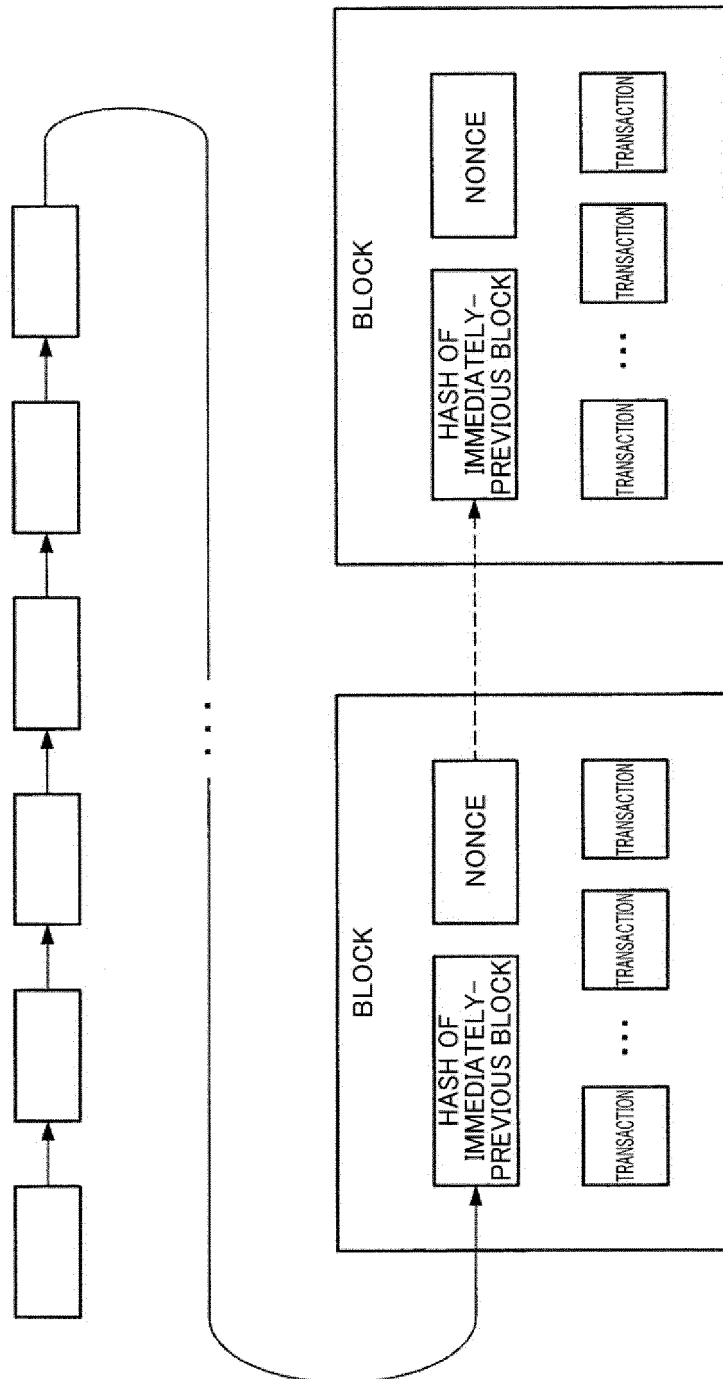 BLOCK
HASH OF
IMMEDIATELY-
PREVIOUS BLOCK
NONCE
TRANSACTION
...
TRANSACTION
TRANSACTION
BLOCK
HASH OF
IMMEDIATELY-
PREVIOUS BLOCK
NONCE
TRANSACTION
...
TRANSACTION
TRANSACTION